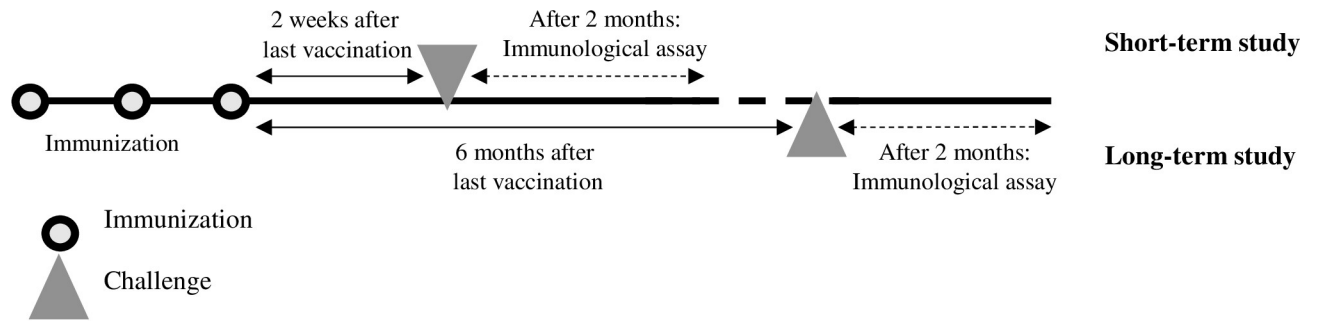 2 weeks after
last vaccination
After 2 months:
Immunological assay
Short-term study
Immunization
6 months after
last vaccination
After 2 months:
Immunological assay
Long-term study
Immunization
Challenge